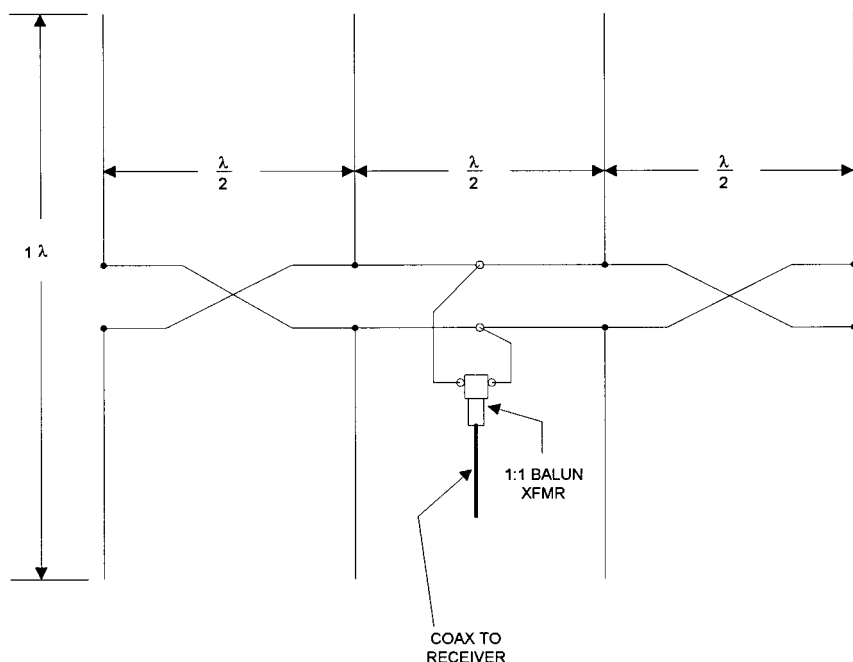 λ
2
λ
2
λ
2
1 λ
1:1 BALUN
XFMR
COAX TO
RECEIVER